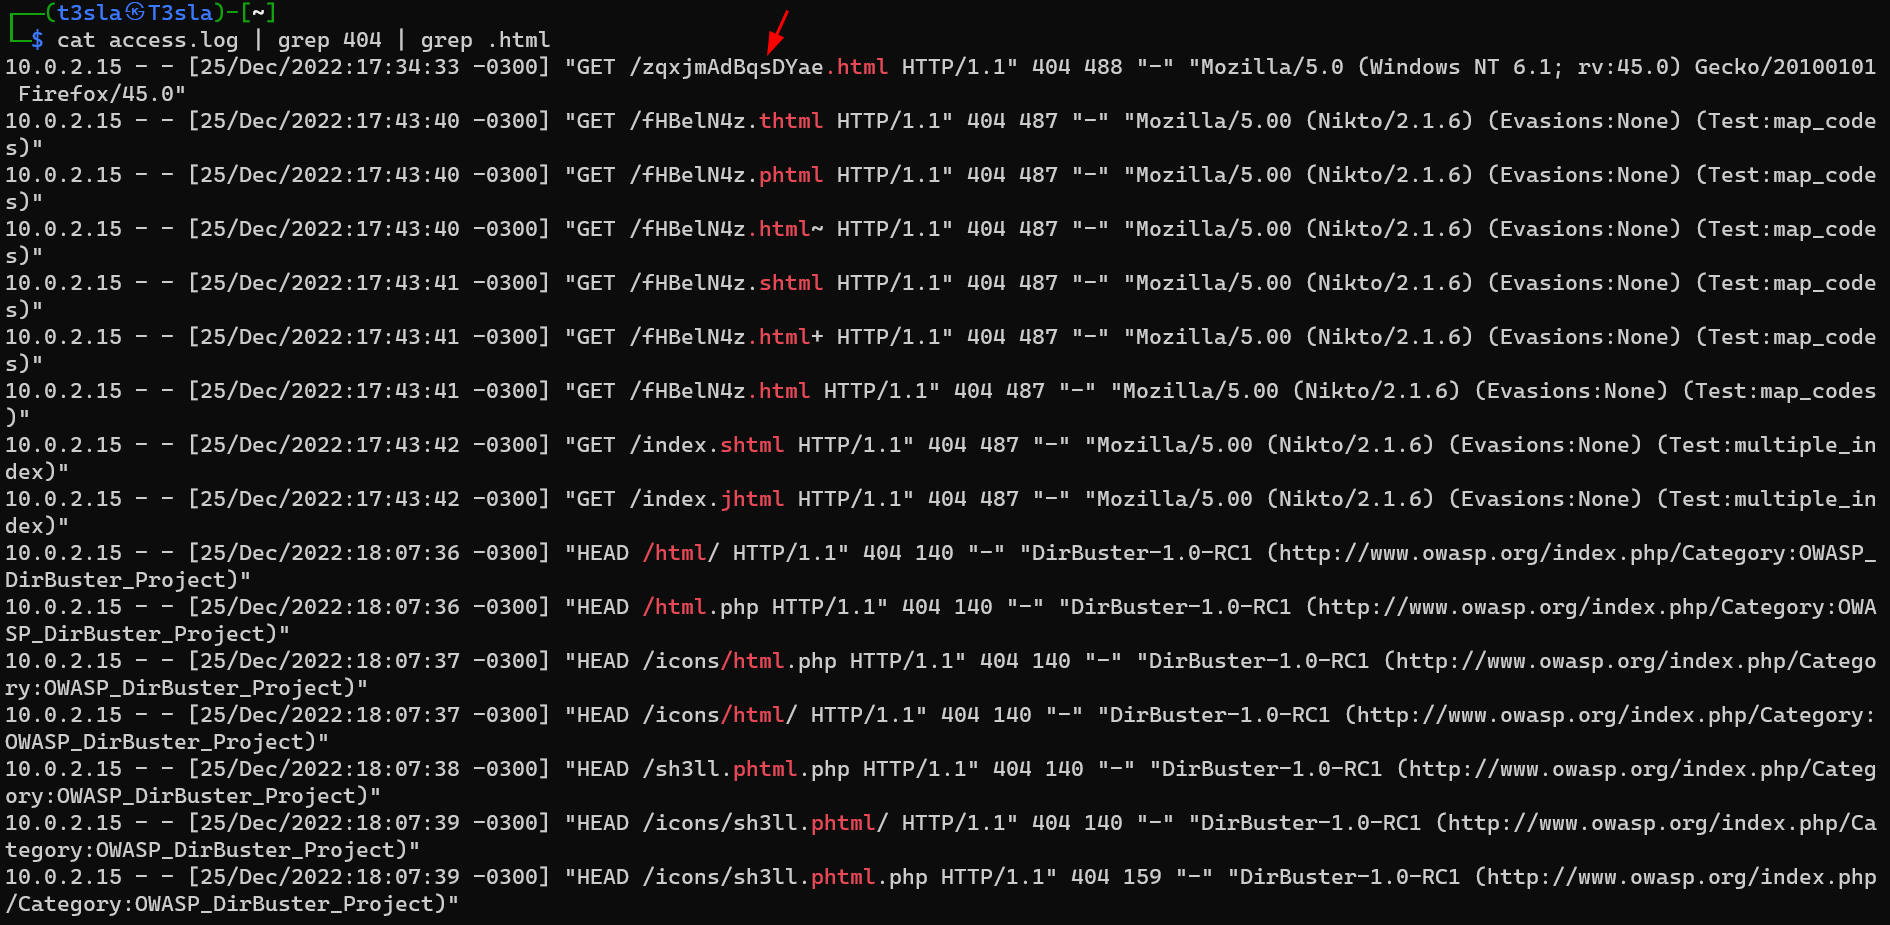 ┌──(t3sla㉿T3sla)-[~]
└─$ cat access.log | grep 404 | grep .html
10.0.2.15 - - [25/Dec/2022:17:34:33 -0300] "GET /zqxjmAdBqsDYae.html HTTP/1.1" 404 488 "-" "Mozilla/5.0 (Windows NT 6.1; rv:45.0) Gecko/20100101
 Firefox/45.0"
10.0.2.15 - - [25/Dec/2022:17:43:40 -0300] "GET /fHBelN4z.thtml HTTP/1.1" 404 487 "-" "Mozilla/5.00 (Nikto/2.1.6) (Evasions:None) (Test:map_code
s)"
10.0.2.15 - - [25/Dec/2022:17:43:40 -0300] "GET /fHBelN4z.phtml HTTP/1.1" 404 487 "-" "Mozilla/5.00 (Nikto/2.1.6) (Evasions:None) (Test:map_code
s)"
10.0.2.15 - - [25/Dec/2022:17:43:40 -0300] "GET /fHBelN4z.html~ HTTP/1.1" 404 487 "-" "Mozilla/5.00 (Nikto/2.1.6) (Evasions:None) (Test:map_code
s)"
10.0.2.15 - - [25/Dec/2022:17:43:41 -0300] "GET /fHBelN4z.shtml HTTP/1.1" 404 487 "-" "Mozilla/5.00 (Nikto/2.1.6) (Evasions:None) (Test:map_code
s)"
10.0.2.15 - - [25/Dec/2022:17:43:41 -0300] "GET /fHBelN4z.html+ HTTP/1.1" 404 487 "-" "Mozilla/5.00 (Nikto/2.1.6) (Evasions:None) (Test:map_code
s)"
10.0.2.15 - - [25/Dec/2022:17:43:41 -0300] "GET /fHBelN4z.html HTTP/1.1" 404 487 "-" "Mozilla/5.00 (Nikto/2.1.6) (Evasions:None) (Test:map_codes
)"
10.0.2.15 - - [25/Dec/2022:17:43:42 -0300] "GET /index.shtml HTTP/1.1" 404 487 "-" "Mozilla/5.00 (Nikto/2.1.6) (Evasions:None) (Test:multiple_in
dex)"
10.0.2.15 - - [25/Dec/2022:17:43:42 -0300] "GET /index.jhtml HTTP/1.1" 404 487 "-" "Mozilla/5.00 (Nikto/2.1.6) (Evasions:None) (Test:multiple_in
dex)"
10.0.2.15 - - [25/Dec/2022:18:07:36 -0300] "HEAD /html/ HTTP/1.1" 404 140 "-" "DirBuster-1.0-RC1 (http://www.owasp.org/index.php/Category:OWASP_
DirBuster_Project)"
10.0.2.15 - - [25/Dec/2022:18:07:36 -0300] "HEAD /html.php HTTP/1.1" 404 140 "-" "DirBuster-1.0-RC1 (http://www.owasp.org/index.php/Category:OWA
SP_DirBuster_Project)"
10.0.2.15 - - [25/Dec/2022:18:07:37 -0300] "HEAD /icons/html.php HTTP/1.1" 404 140 "-" "DirBuster-1.0-RC1 (http://www.owasp.org/index.php/Catego
ry:OWASP_DirBuster_Project)"
10.0.2.15 - - [25/Dec/2022:18:07:37 -0300] "HEAD /icons/html/ HTTP/1.1" 404 140 "-" "DirBuster-1.0-RC1 (http://www.owasp.org/index.php/Category:
OWASP_DirBuster_Project)"
10.0.2.15 - - [25/Dec/2022:18:07:38 -0300] "HEAD /sh3ll.phtml.php HTTP/1.1" 404 140 "-" "DirBuster-1.0-RC1 (http://www.owasp.org/index.php/Categ
ory:OWASP_DirBuster_Project)"
10.0.2.15 - - [25/Dec/2022:18:07:39 -0300] "HEAD /icons/sh3ll.phtml/ HTTP/1.1" 404 140 "-" "DirBuster-1.0-RC1 (http://www.owasp.org/index.php/Ca
tegory:OWASP_DirBuster_Project)"
10.0.2.15 - - [25/Dec/2022:18:07:39 -0300] "HEAD /icons/sh3ll.phtml.php HTTP/1.1" 404 159 "-" "DirBuster-1.0-RC1 (http://www.owasp.org/index.php
/Category:OWASP_DirBuster_Project)"